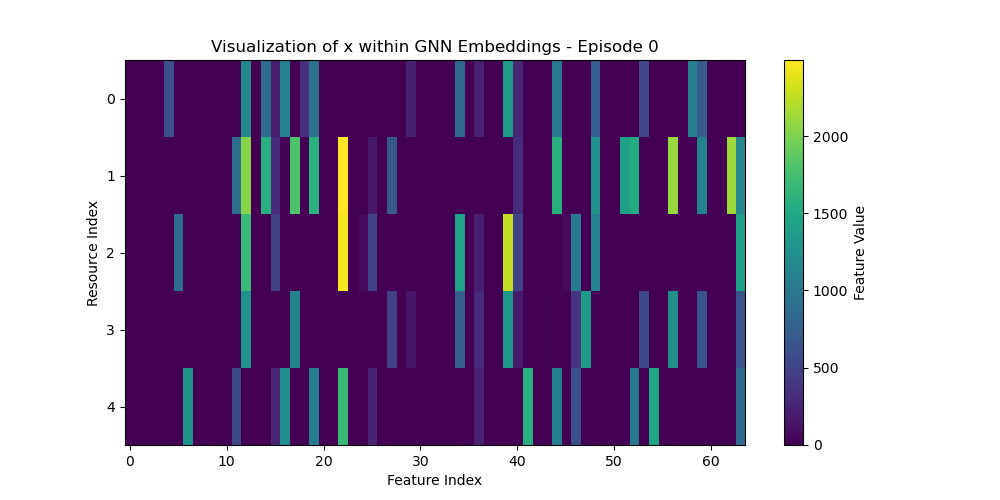 Visualization of x within GNN Embeddings - Episode 0
Resource Index
0
1
2
3
4
0 10 20 30 40 50 60
Feature Index
2000
1500
1000
500
0
Feature Value